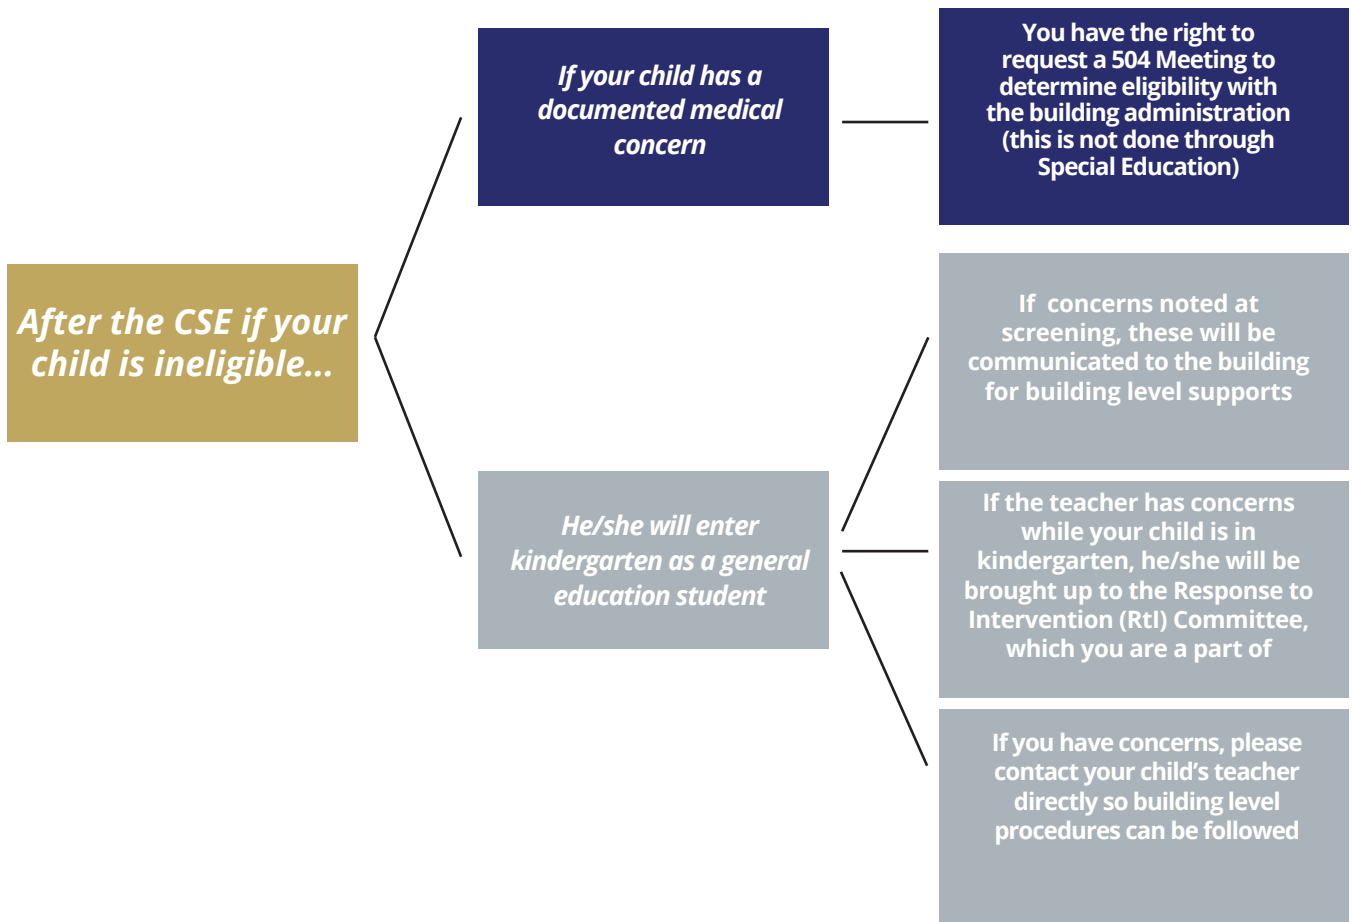 After the CSE if your
child is ineligible...
If your child has a
documented medical
concern
You have the right to
request a 504 Meeting to
determine eligibility with
the building administration
(this is not done through
Special Education)
He/she will enter
kindergarten as a general
education student
If concerns noted at
screening, these will be
communicated to the building
for building level supports
If the teacher has concerns
while your child is in
kindergarten, he/she will be
brought up to the Response to
Intervention (RtI) Committee,
which you are a part of
If you have concerns, please
contact your child’s teacher
directly so building level
procedures can be followed